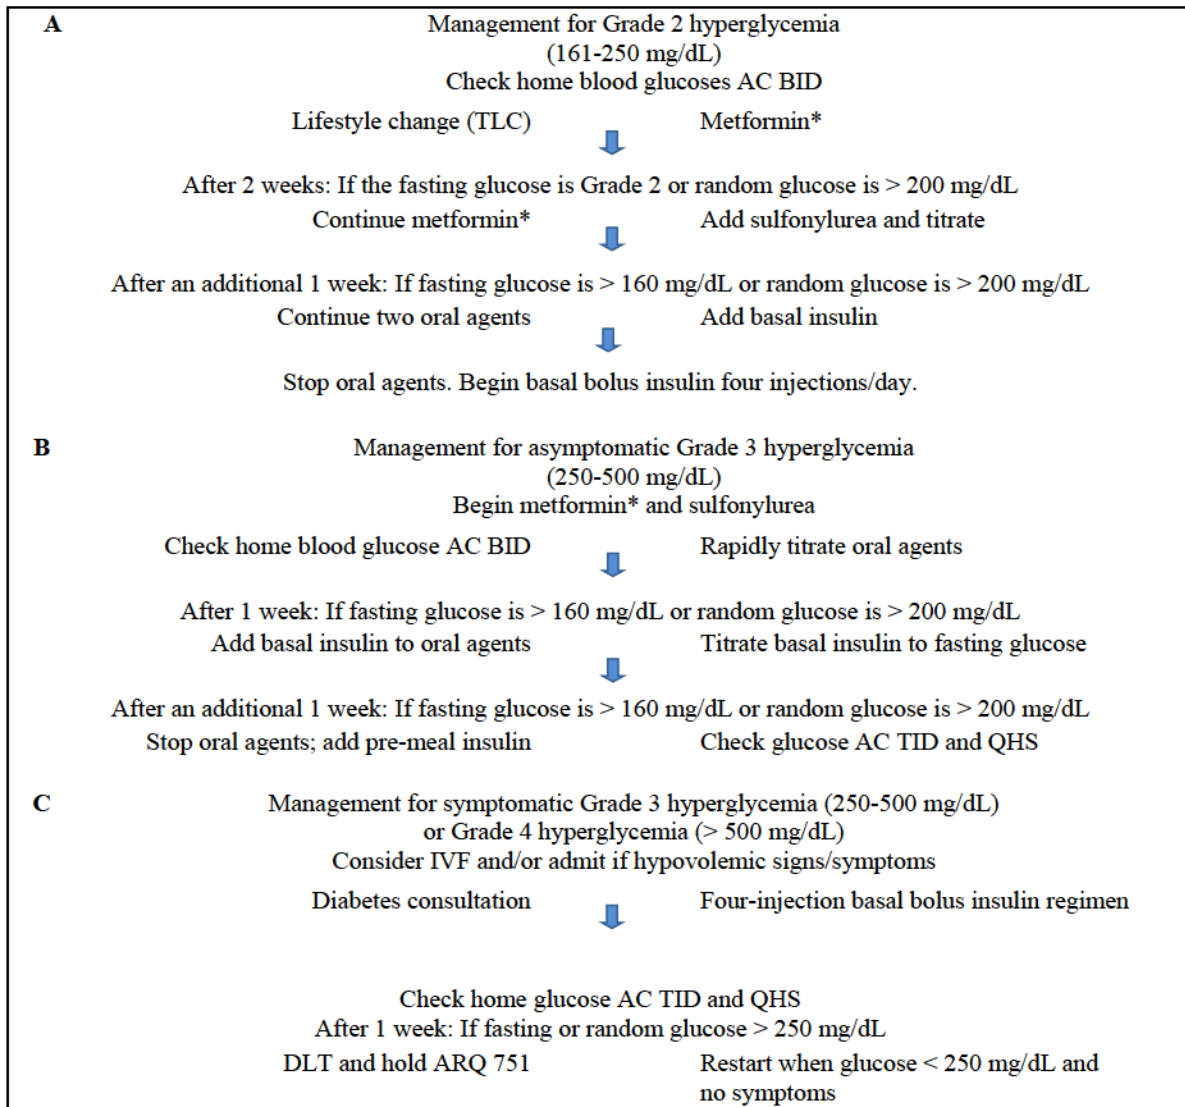 A Management for Grade 2 hyperglycemia
(161-250 mg/dL)
Check home blood glucoses AC BID
Lifestyle change (TLC) Metformin*
After 2 weeks: If the fasting glucose is Grade 2 or random glucose is > 200 mg/dL
Continue metformin* Add sulfonylurea and titrate
After an additional 1 week: If fasting glucose is > 160 mg/dL or random glucose is > 200 mg/dL
Continue two oral agents Add basal insulin
Stop oral agents. Begin basal bolus insulin four injections/day.
B Management for asymptomatic Grade 3 hyperglycemia
(250-500 mg/dL)
Begin metformin* and sulfonylurea
Check home blood glucose AC BID Rapidly titrate oral agents
After 1 week: If fasting glucose is > 160 mg/dL or random glucose is > 200 mg/dL
Add basal insulin to oral agents Titrate basal insulin to fasting glucose
After an additional 1 week: If fasting glucose is > 160 mg/dL or random glucose is > 200 mg/dL
Stop oral agents; add pre-meal insulin Check glucose AC TID and QHS
C Management for symptomatic Grade 3 hyperglycemia (250-500 mg/dL)
or Grade 4 hyperglycemia (> 500 mg/dL)
Consider IVF and/or admit if hypovolemic signs/symptoms
Diabetes consultation Four-injection basal bolus insulin regimen
Check home glucose AC TID and QHS
After 1 week: If fasting or random glucose > 250 mg/dL
DLT and hold ARQ 751 Restart when glucose < 250 mg/dL and
no symptoms